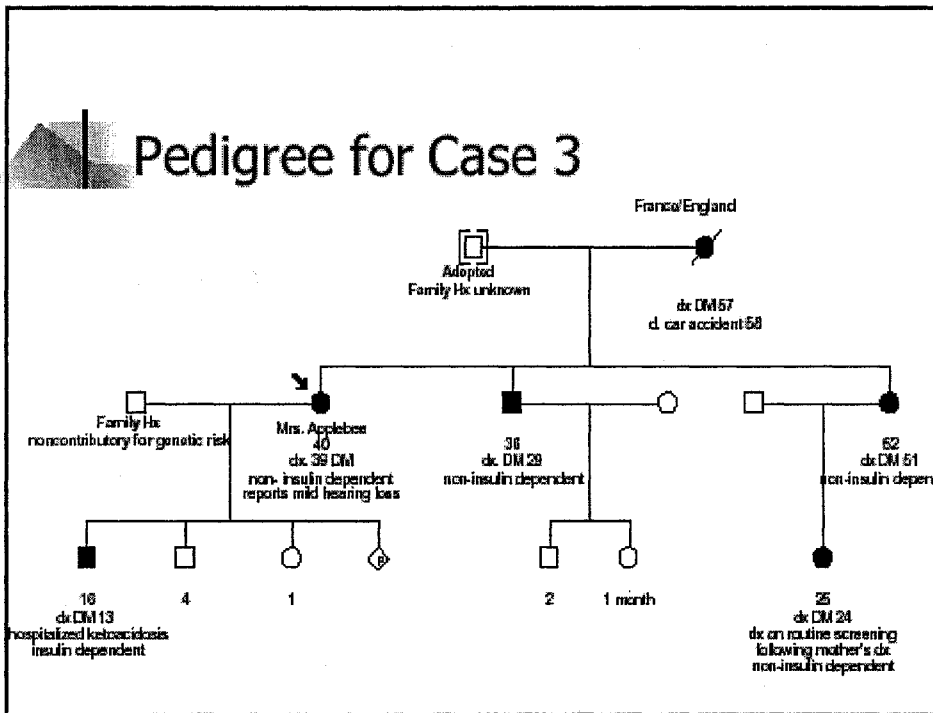 Pedigree for Case 3
France/England
Adopted
Family Hx unknown
dx DM 57
d. car accident 58
Family Hx
noncontributory for genetic risk
Mrs. Applebee
40
dx. 39 DM
non- insulin dependent
reports mild hearing loss
36
dx. DM 29
non-insulin dependent
52
dx DM 51
non-insulin depen
16
dx DM 13
hospitalized ketoacidosis
insulin dependent
4
1
P
2
1 month
25
dx DM 24
dx on routine screening
following mother's dx
non-insulin dependent